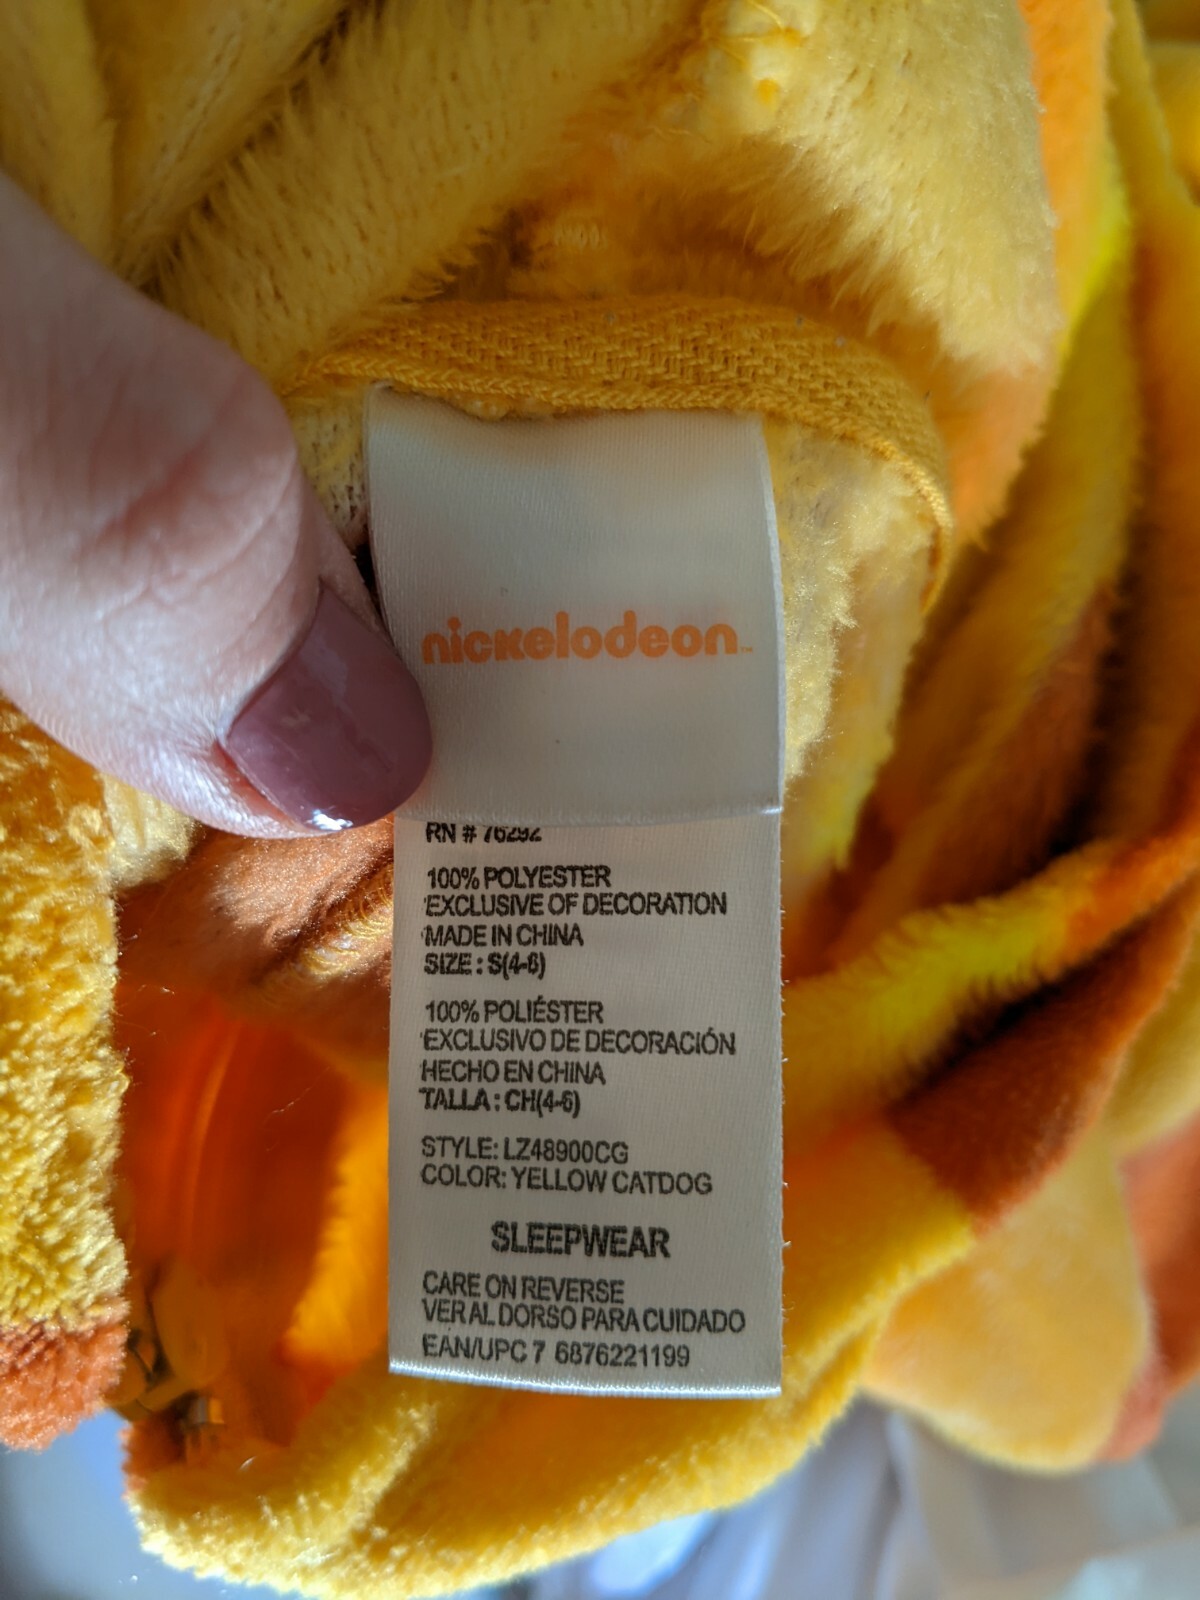 nickelodeon™
RN # 76292
100% POLYESTER
EXCLUSIVE OF DECORATION
MADE IN CHINA
SIZE : S(4-6)
100% POLIÉSTER
EXCLUSIVO DE DECORACIÓN
HECHO EN CHINA
TALLA : CH(4-6)
STYLE: LZ48900CG
COLOR: YELLOW CATDOG
SLEEPWEAR
CARE ON REVERSE
VER AL DORSO PARA CUIDADO
EAN/UPC 7 6876221199